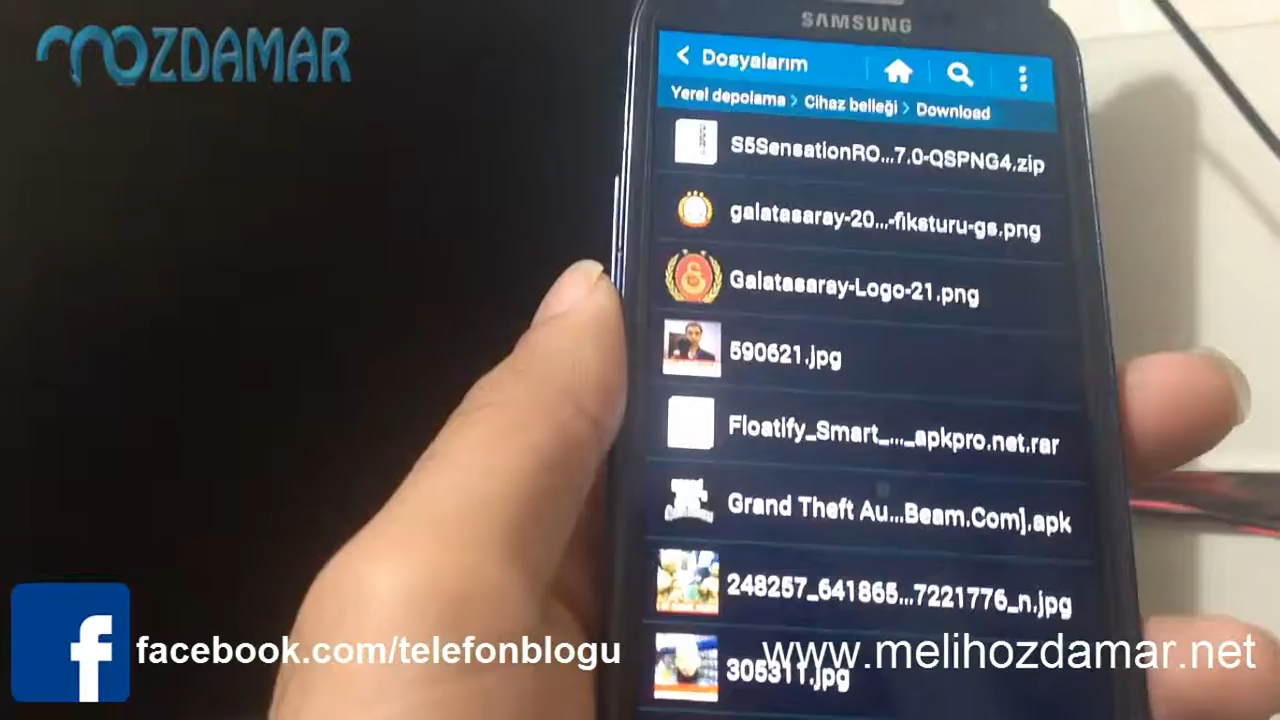 MOZDAMAR
SAMSUNG
Dosyalarım
Yerel depolama > Cihaz belleği > Download
S5SensationRO...7.0-QSPNG4.zip
galatasaray-20...-fiksturu-gs.png
Galatasaray-Logo-21.png
590621.jpg
Floatify_Smart_..._apkpro.net.rar
Grand Theft Au...Beam.Com].apk
248257_641865...7221776_n.jpg
305311.jpg
facebook.com/telefonblogu
www.melihozdamar.net